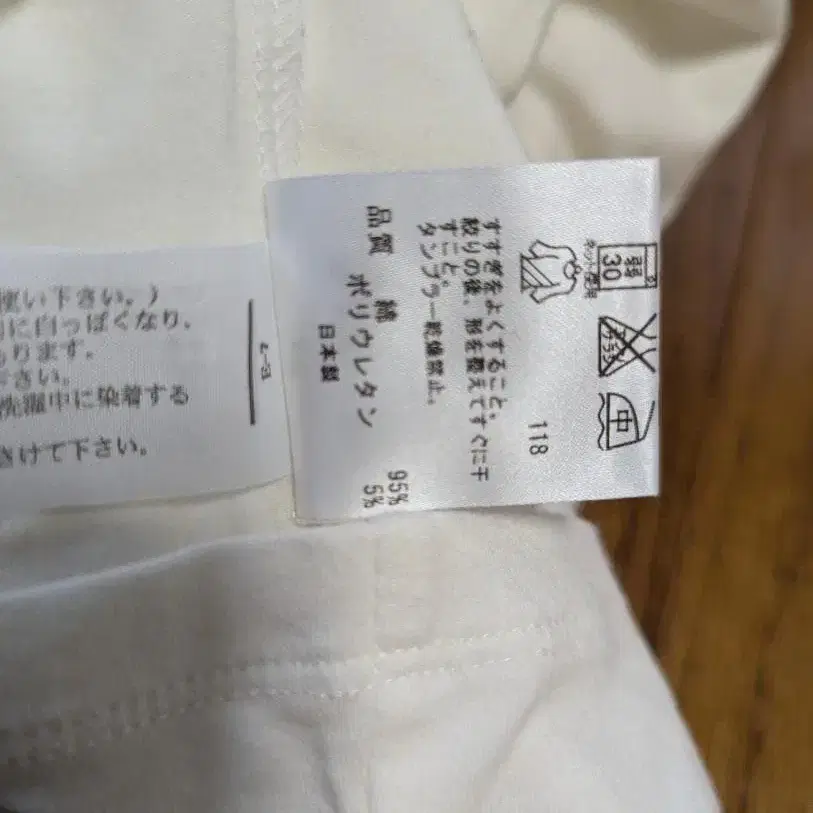 弱
30
ネット使用
中
118
すすぎをよくすること。
絞りの後、形を整えてすぐに干
すこと。
タンブラー乾燥禁止。
品質 綿 95%
ポリウレタン 5%
日本製
使い下さい。)
に白っぽくなり、
ります。
さい。
洗濯中に染着する
けて下さい。